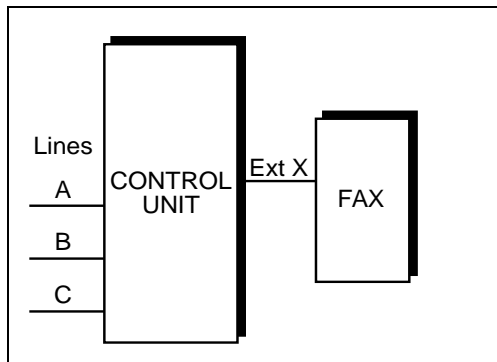 Lines
A
B
C
CONTROL
UNIT
Ext X
FAX